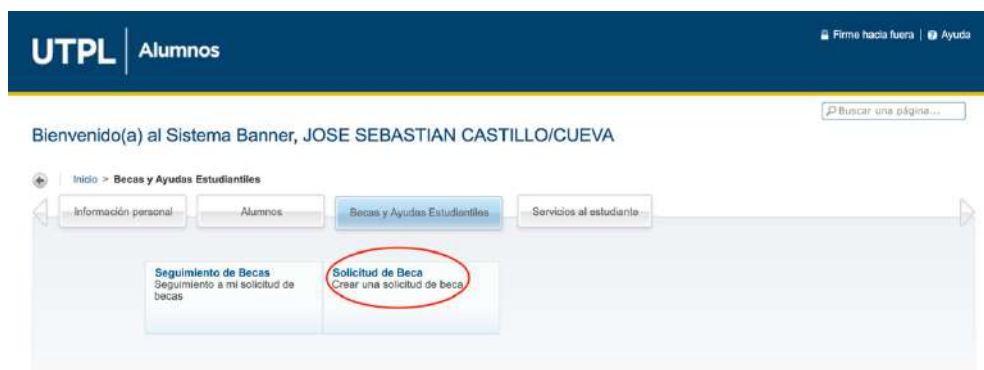 UTPL Alumnos
Firme hacia fuera | Ayuda
Buscar una página...
Bienvenido(a) al Sistema Banner, JOSE SEBASTIAN CASTILLO/CUEVA
Inicio > Becas y Ayudas Estudiantiles
Información personal Alumnos Becas y Ayudas Estudiantiles Servicios al estudiante
Seguimiento de Becas
Seguimiento a mi solicitud de
becas
Solicitud de Beca
Crear una solicitud de beca